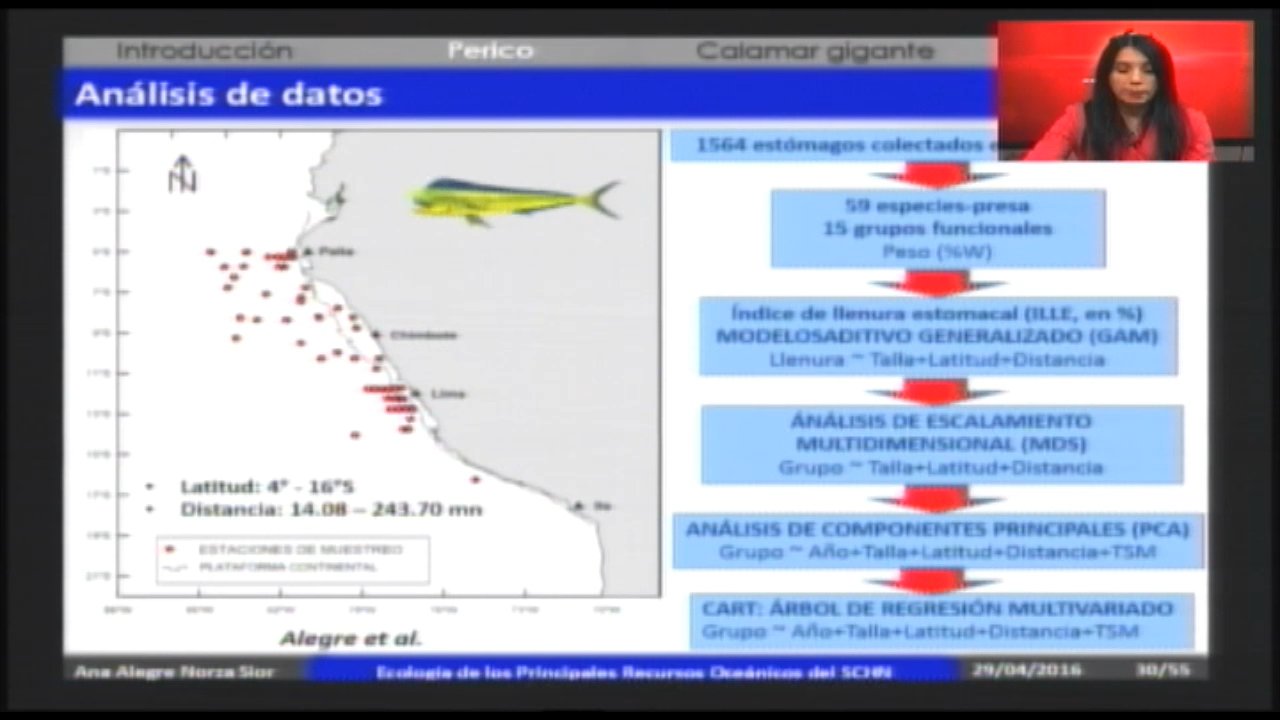 Introducción
Perico
Calamar gigante
Análisis de datos
1564 estómagos colectados
Paita
Chimbote
Lima
Ilo
Latitud: 4° - 16°S
Distancia: 14.08 – 243.70 mn
ESTACIONES DE MUESTREO
PLATAFORMA CONTINENTAL
Alegre et al.
59 especies-presa
15 grupos funcionales
Peso (%W)
Índice de llenura estomacal (ILLE, en %)
MODELOSADITIVO GENERALIZADO (GAM)
Llenura ~ Talla+Latitud+Distancia
ÁNÁLISIS DE ESCALAMIENTO
MULTIDIMENSIONAL (MDS)
Grupo ~ Talla+Latitud+Distancia
ANÁLISIS DE COMPONENTES PRINCIPALES (PCA)
Grupo ~ Año+Talla+Latitud+Distancia+TSM
CART: ÁRBOL DE REGRESIÓN MULTIVARIADO
Grupo ~ Año+Talla+Latitud+Distancia+TSM
Ana Alegre Norza Sior
Ecología de los Principales Recursos Oceánicos del SCHN
29/04/2016
30/55